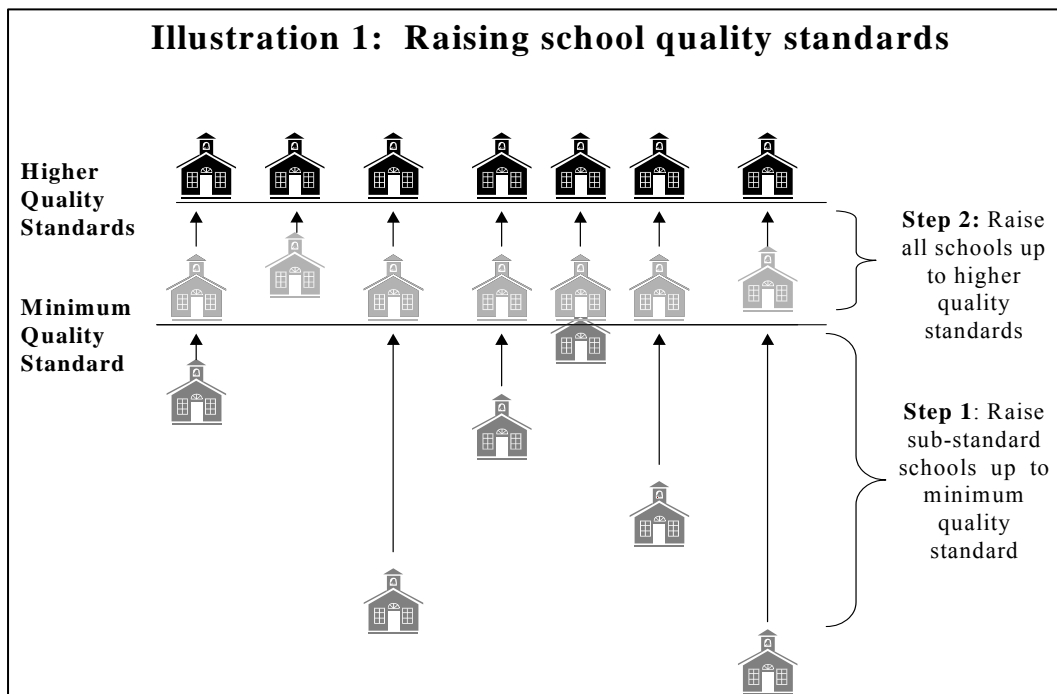 Illustration 1: Raising school quality standards
Higher
Quality
Standards
Minimum
Quality
Standard
Step 2: Raise
all schools up
to higher
quality
standards
Step 1: Raise
sub-standard
schools up to
minimum
quality
standard